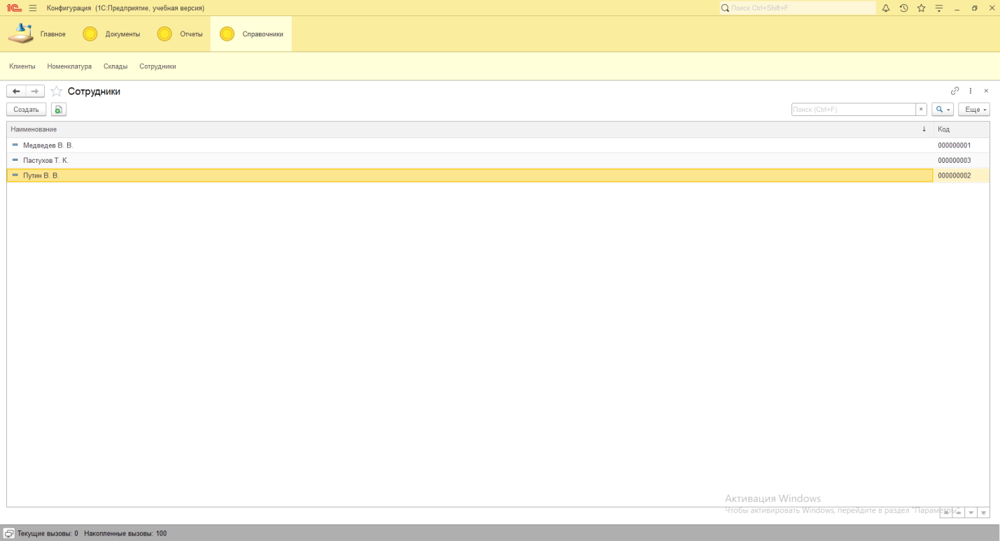 1С Конфигурация (1С:Предприятие, учебная версия) Поиск Ctrl+Shift+F
Главное Документы Отчеты Справочники
Клиенты Номенклатура Склады Сотрудники
Сотрудники
Создать Поиск (Ctrl+F) × Еще
Наименование ↓ Код
Медведев В. В. 000000001
Пастухов Т. К. 000000003
Путин В. В. 000000002
Активация Windows
Чтобы активировать Windows, перейдите в раздел "Параметры".
Текущие вызовы: 0 Накопленные вызовы: 100